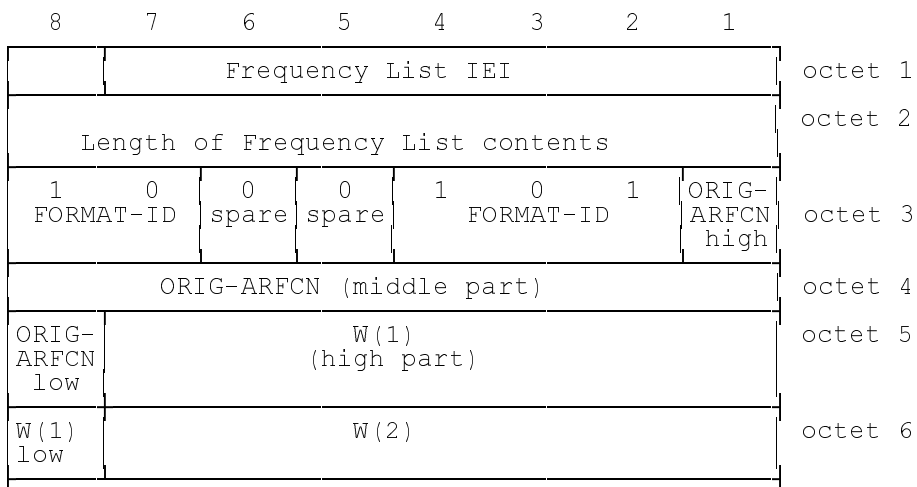 8 7 6 5 4 3 2 1
Frequency List IEI octet 1
octet 2
Length of Frequency List contents
1 0 0 0 1 0 1 ORIG-
FORMAT-ID spare spare FORMAT-ID ARFCN octet 3
high
ORIG-ARFCN (middle part) octet 4
ORIG- W(1) octet 5
ARFCN (high part)
low
W(1) W(2) octet 6
low